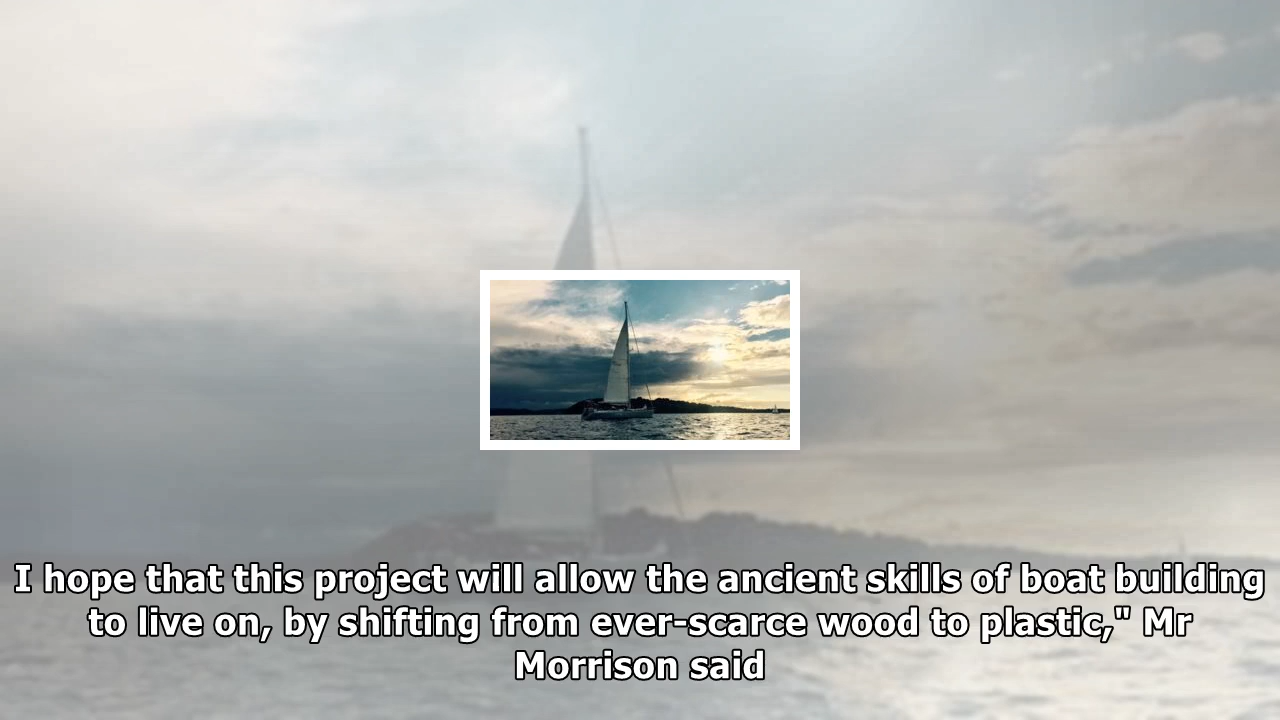 I hope that this project will allow the ancient skills of boat building
to live on, by shifting from ever-scarce wood to plastic," Mr
Morrison said